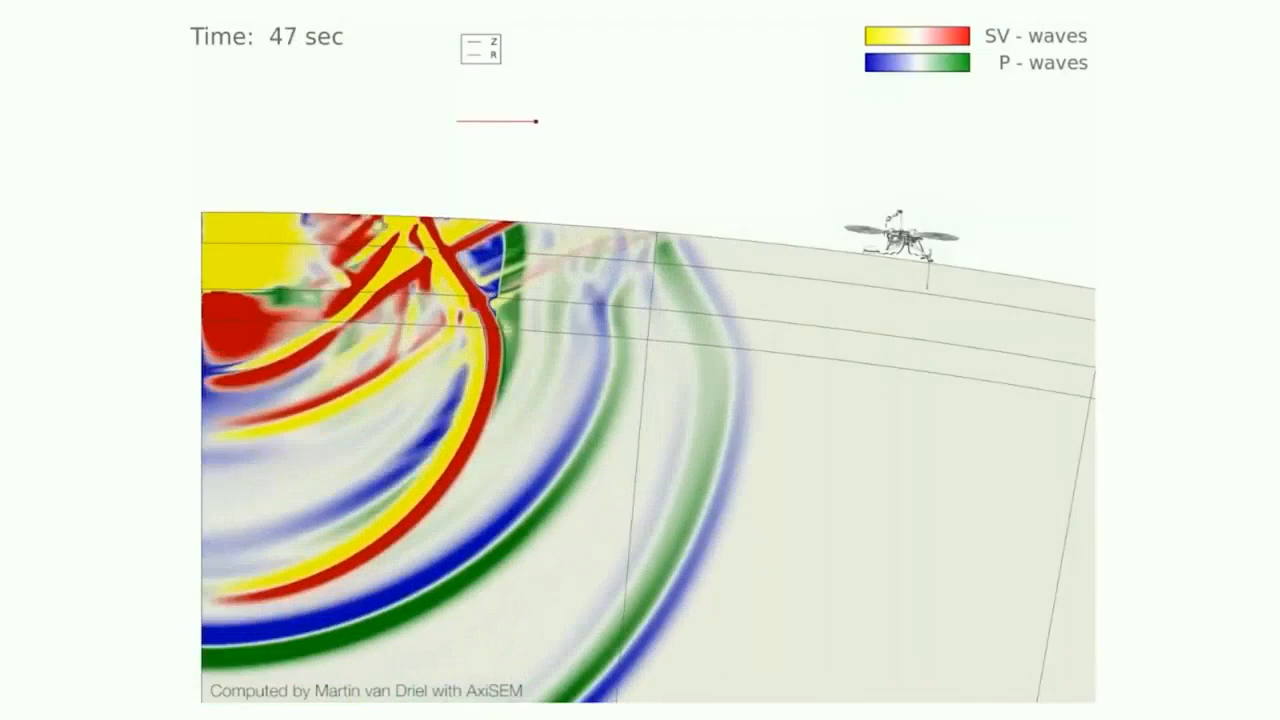 Time: 47 sec
Z
R
SV - waves
P - waves
Computed by Martin van Driel with AxiSEM